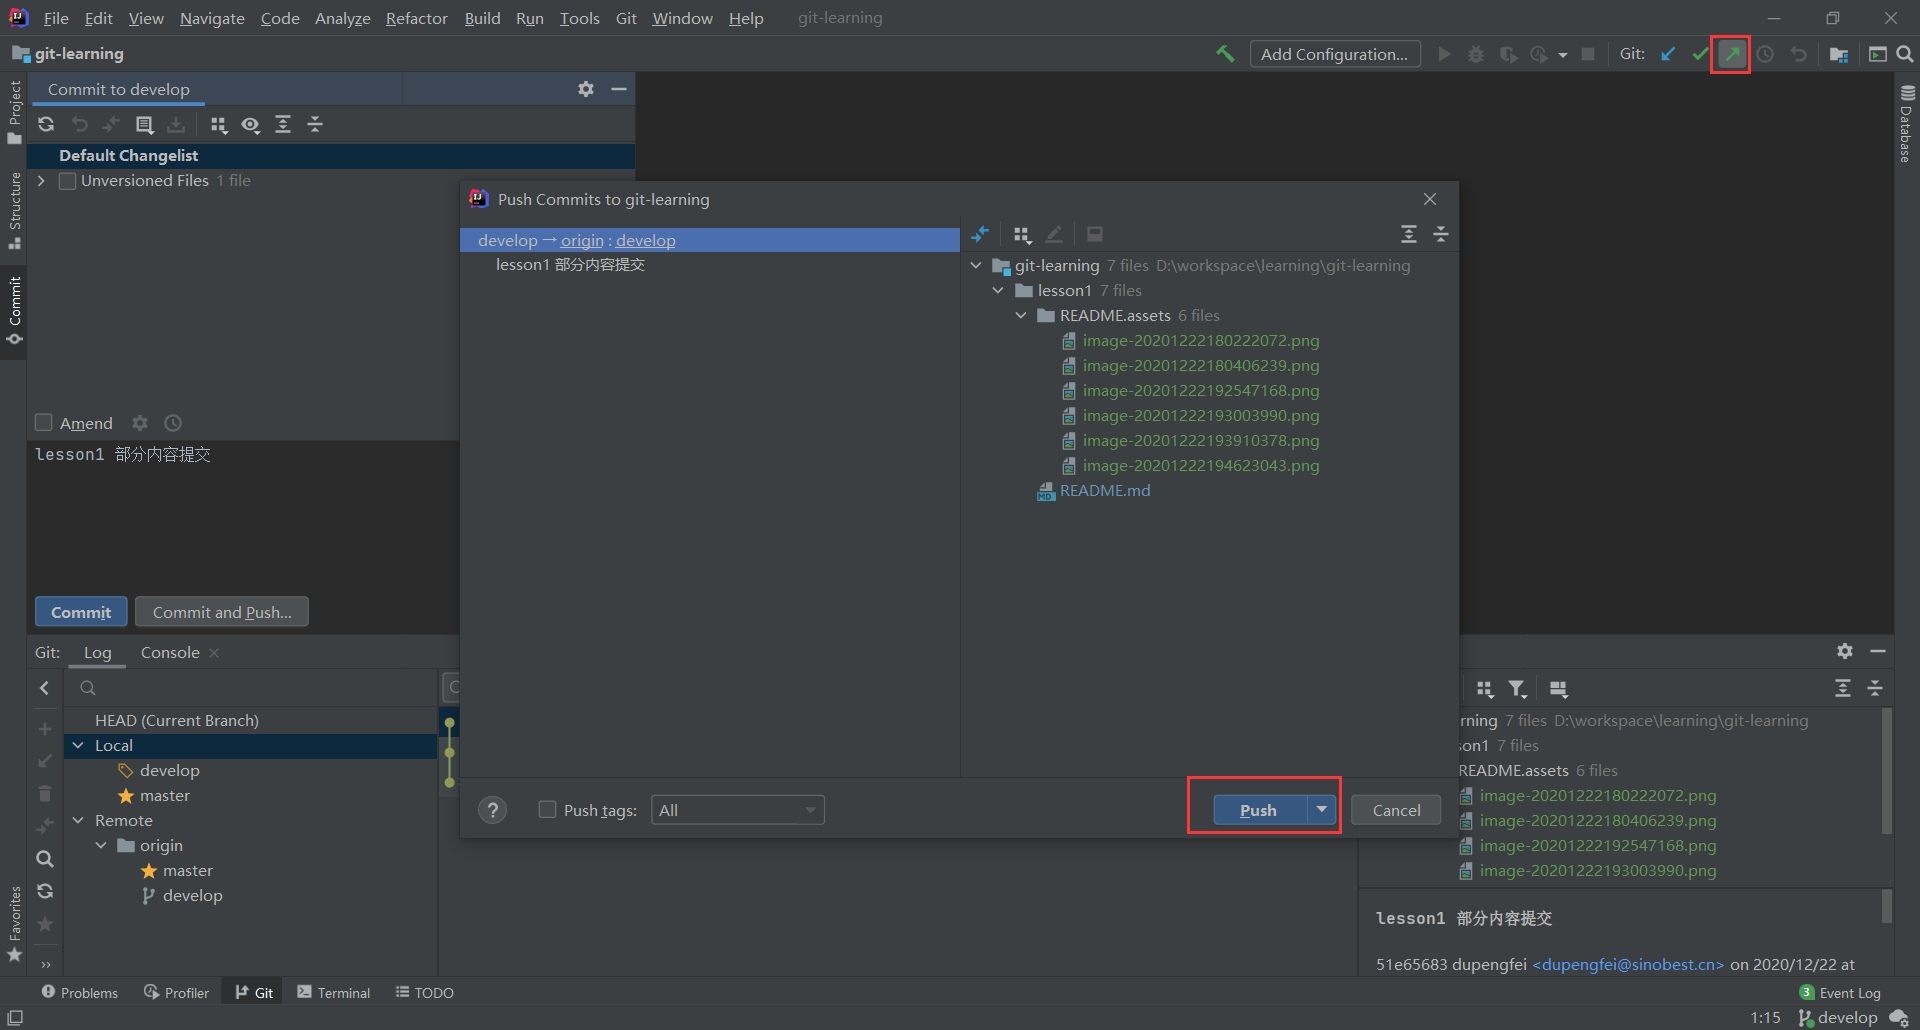 File Edit View Navigate Code Analyze Refactor Build Run Tools Git Window Help git-learning
git-learning
Add Configuration...
Git:
Project
Structure
Commit
Favorites
Database
Commit to develop
Default Changelist
Unversioned Files 1 file
Amend
lesson1 部分内容提交
Commit
Commit and Push...
Push Commits to git-learning
develop → origin : develop
lesson1 部分内容提交
git-learning 7 files D:\workspace\learning\git-learning
lesson1 7 files
README.assets 6 files
image-20201222180222072.png
image-20201222180406239.png
image-20201222192547168.png
image-20201222193003990.png
image-20201222193910378.png
image-20201222194623043.png
MD README.md
?
Push tags:
All
Push
Cancel
Git: Log Console
HEAD (Current Branch)
Local
develop
master
Remote
origin
master
develop
rning 7 files D:\workspace\learning\git-learning
son1 7 files
README.assets 6 files
image-20201222180222072.png
image-20201222180406239.png
image-20201222192547168.png
image-20201222193003990.png
lesson1 部分内容提交
51e65683 dupengfei <dupengfei@sinobest.cn> on 2020/12/22 at
Problems Profiler Git Terminal TODO
3 Event Log
1:15 develop